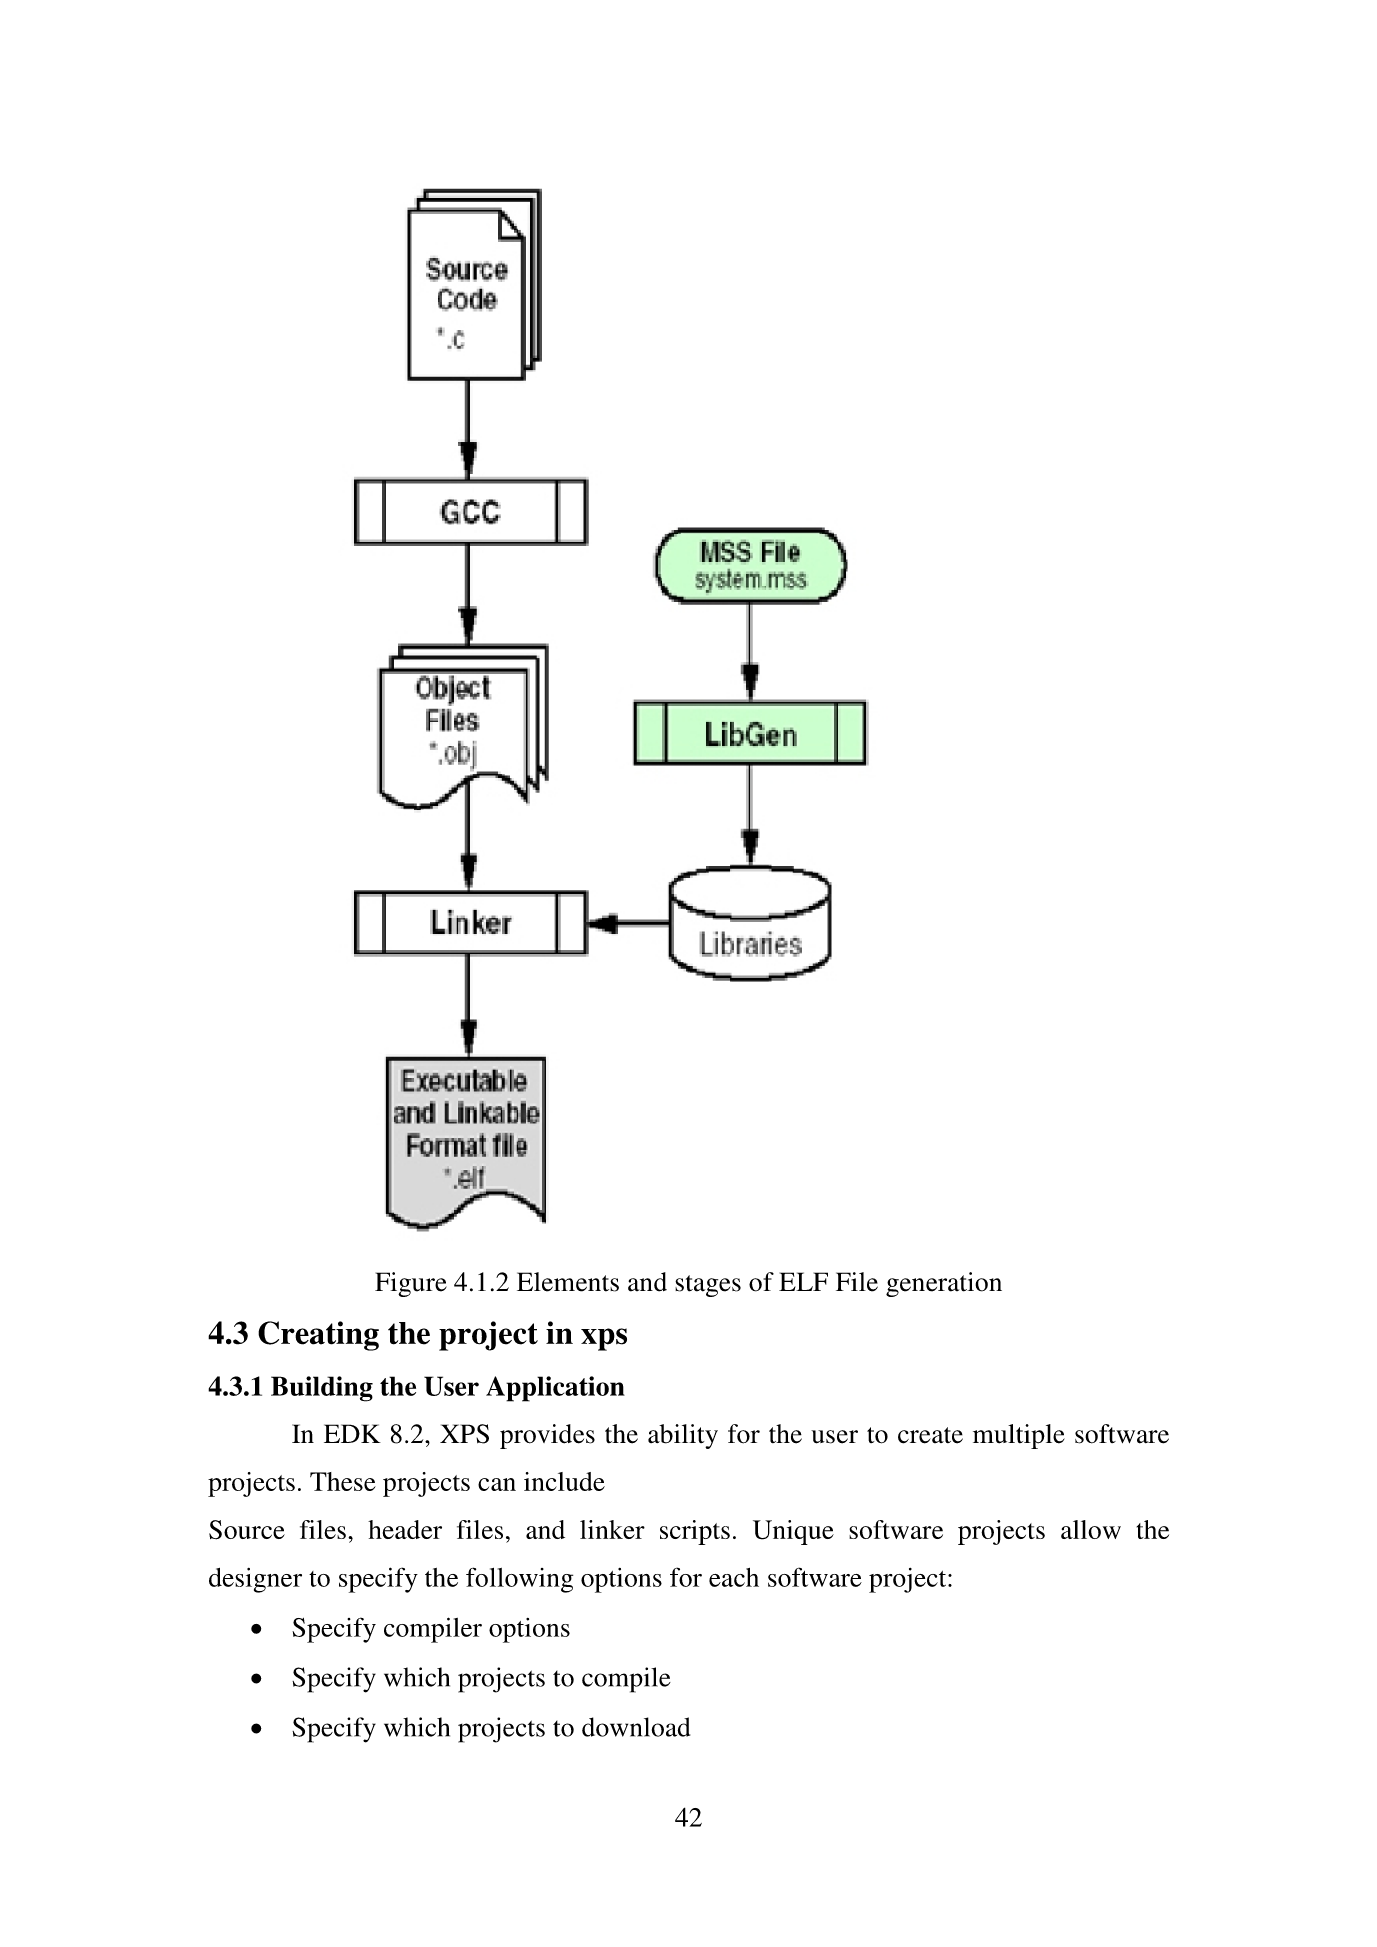 Source
Code
*.c
GCC
MSS File
system.mss
Object
Files
*.obj
LibGen
Linker
Libraries
Executable
and Linkable
Format file
*.elf
Figure 4.1.2 Elements and stages of ELF File generation
4.3 Creating the project in xps
4.3.1 Building the User Application
In EDK 8.2, XPS provides the ability for the user to create multiple software
projects. These projects can include
Source files, header files, and linker scripts. Unique software projects allow the
designer to specify the following options for each software project:
• Specify compiler options
• Specify which projects to compile
• Specify which projects to download
42